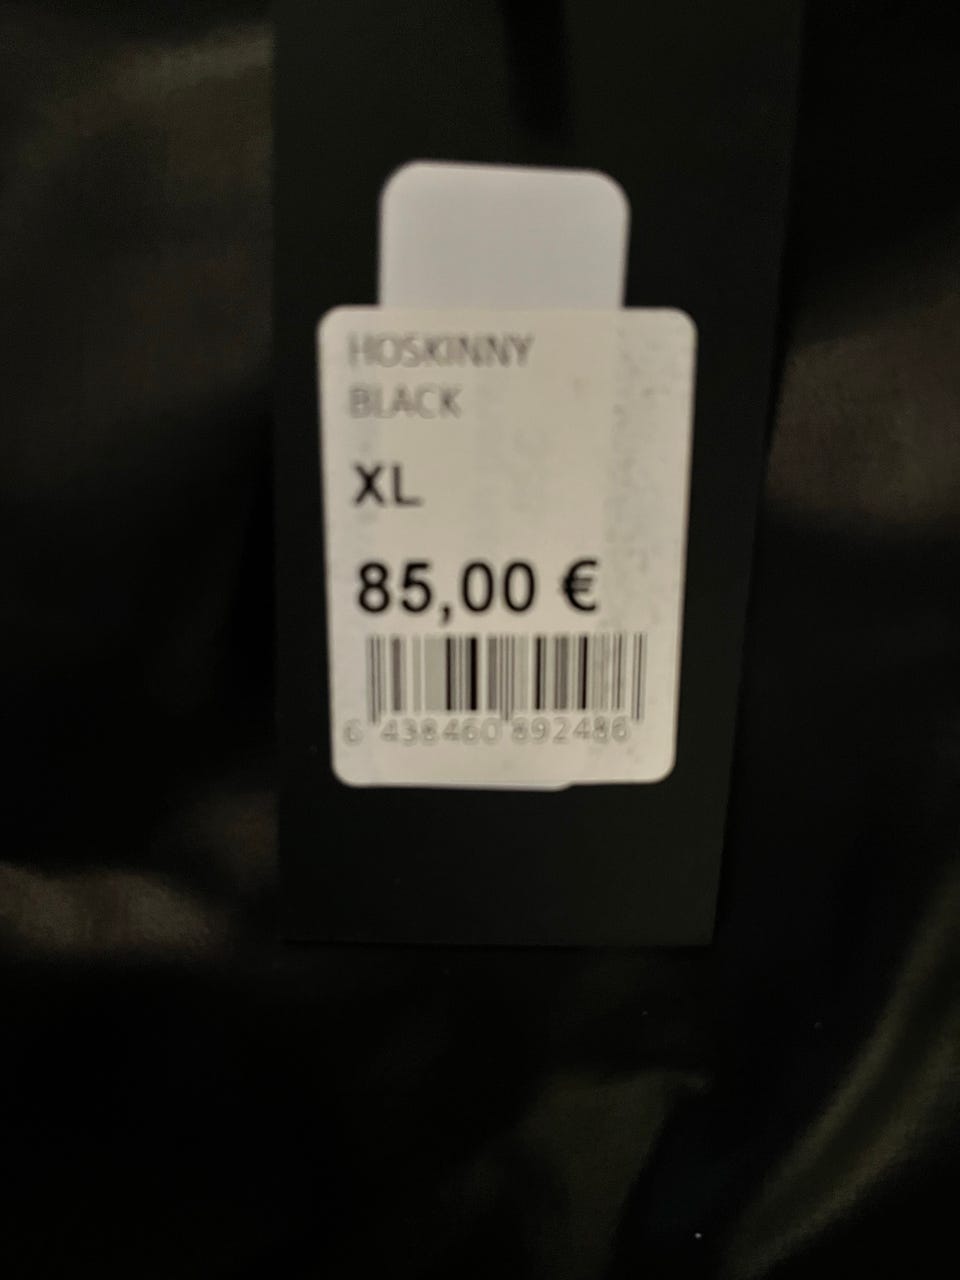 HOSKINNY
BLACK
XL
85,00 €
6 438460 892486